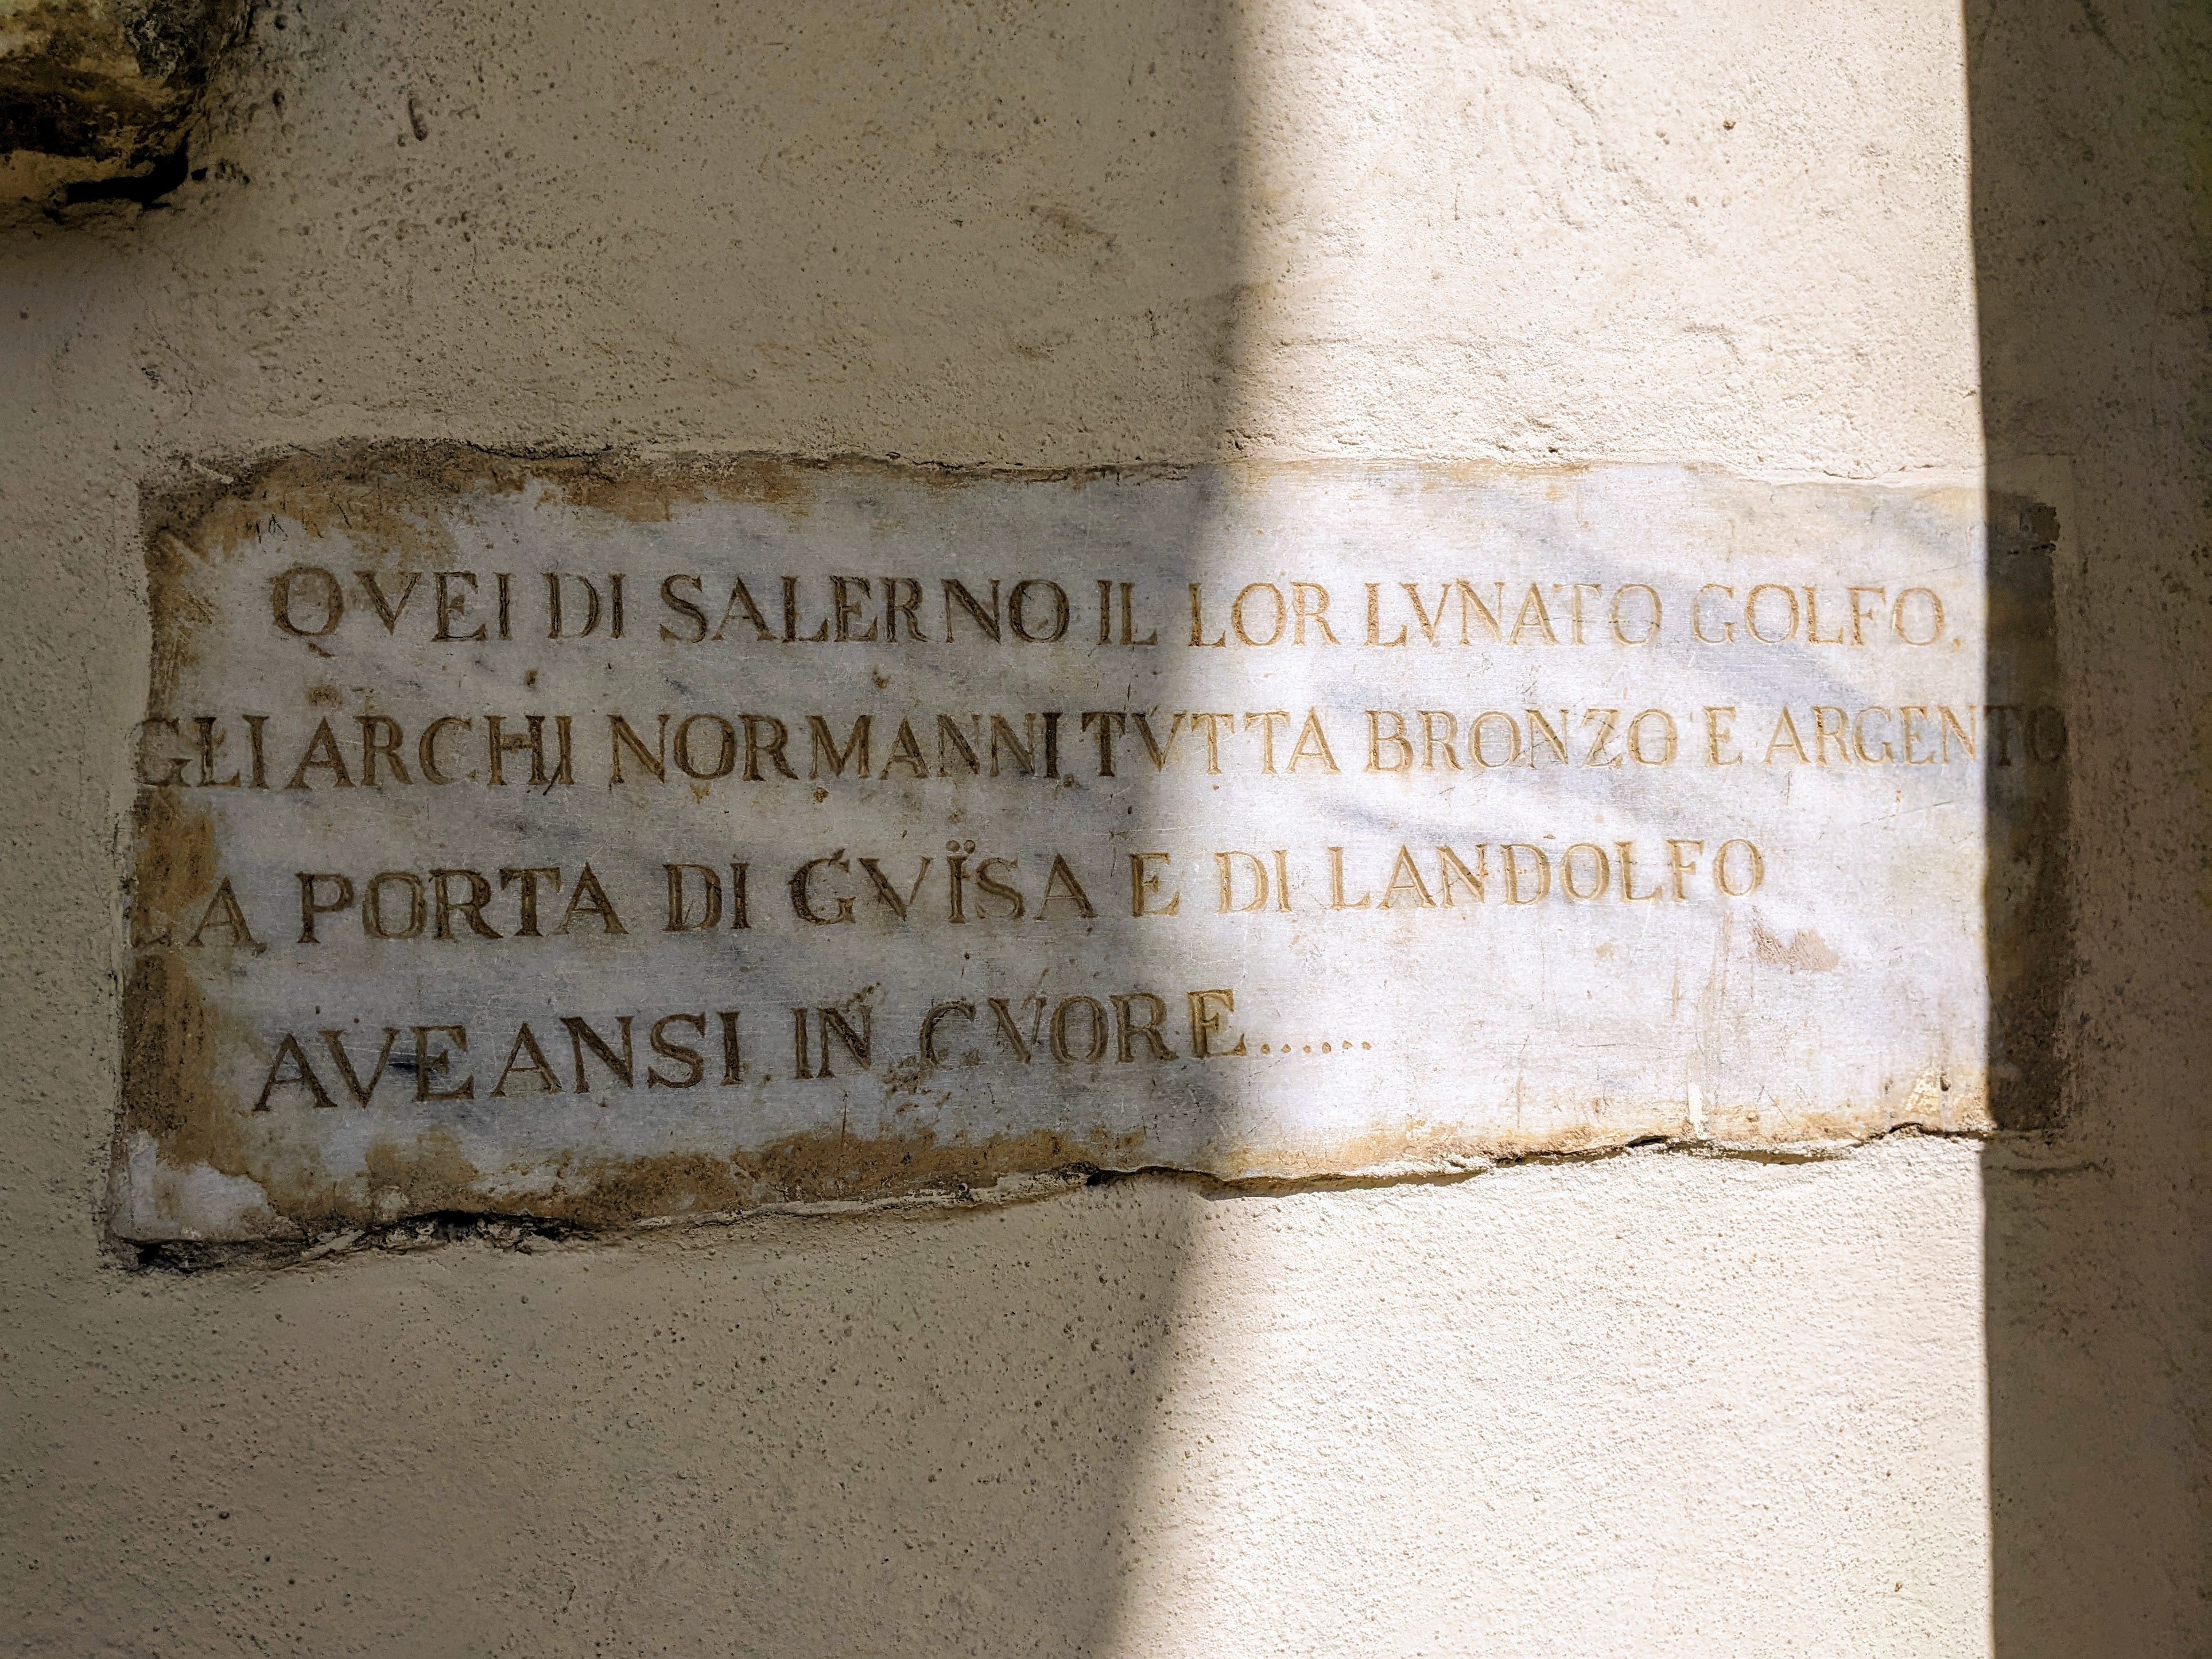 QVEI DI SALERNO IL LOR LVNATO GOLFO,
GLI ARCHI NORMANNI, TVTTA BRONZO E ARGENTO
LA PORTA DI GVÏSA E DI LANDOLFO
AVEANSI IN CVORE......